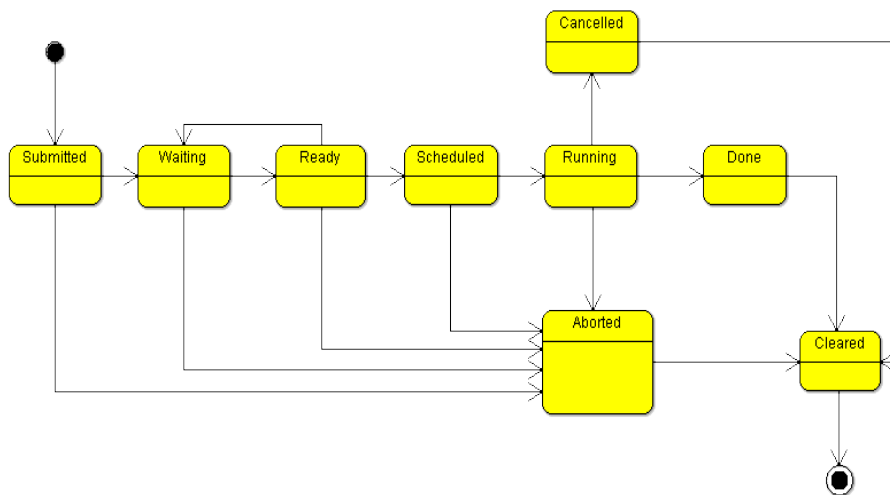 Cancelled
Submitted
Waiting
Ready
Scheduled
Running
Done
Aborted
Cleared